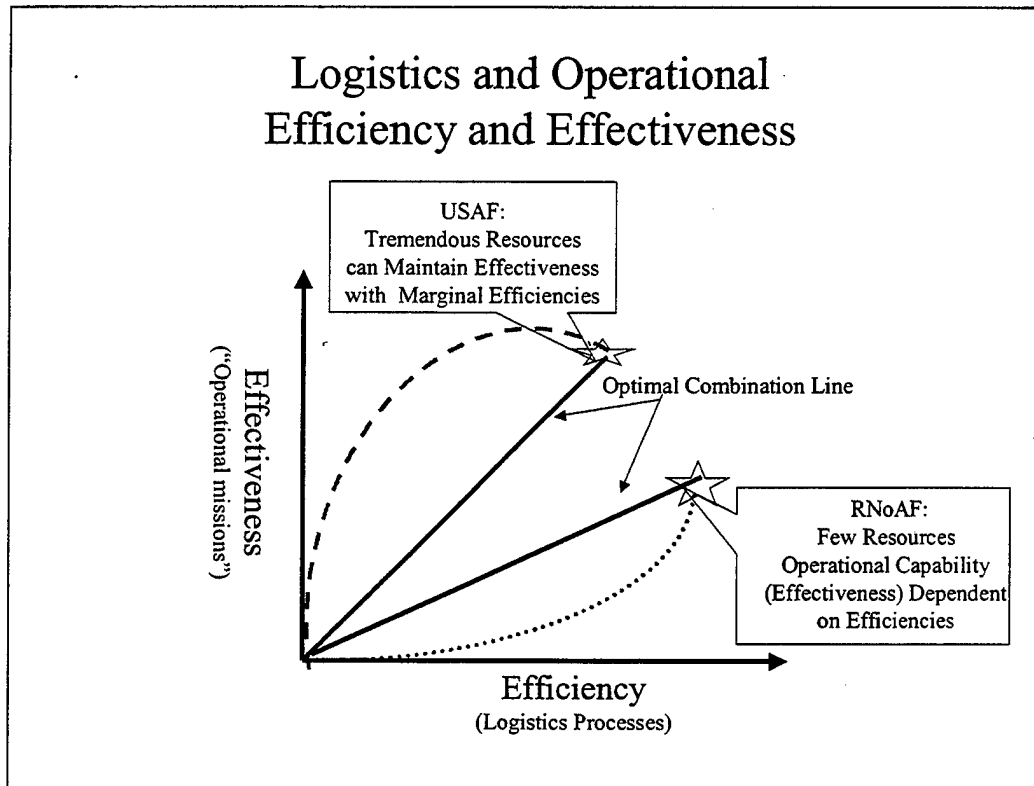 Logistics and Operational
Efficiency and Effectiveness
USAF:
Tremendous Resources
can Maintain Effectiveness
with Marginal Efficiencies
Effectiveness
("Operational missions")
Optimal Combination Line
RNoAF:
Few Resources
Operational Capability
(Effectiveness) Dependent
on Efficiencies
Efficiency
(Logistics Processes)